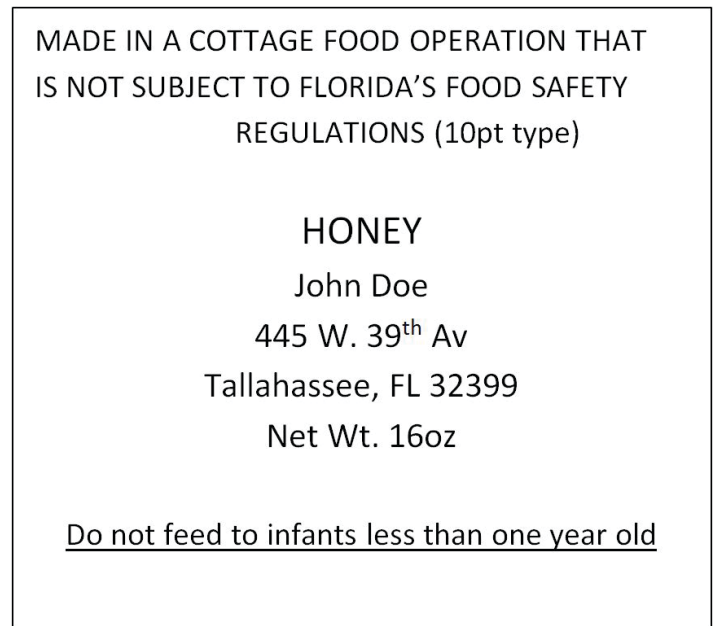 MADE IN A COTTAGE FOOD OPERATION THAT
IS NOT SUBJECT TO FLORIDA’S FOOD SAFETY
REGULATIONS (10pt type)
HONEY
John Doe
445 W. 39th Av
Tallahassee, FL 32399
Net Wt. 16oz
Do not feed to infants less than one year old